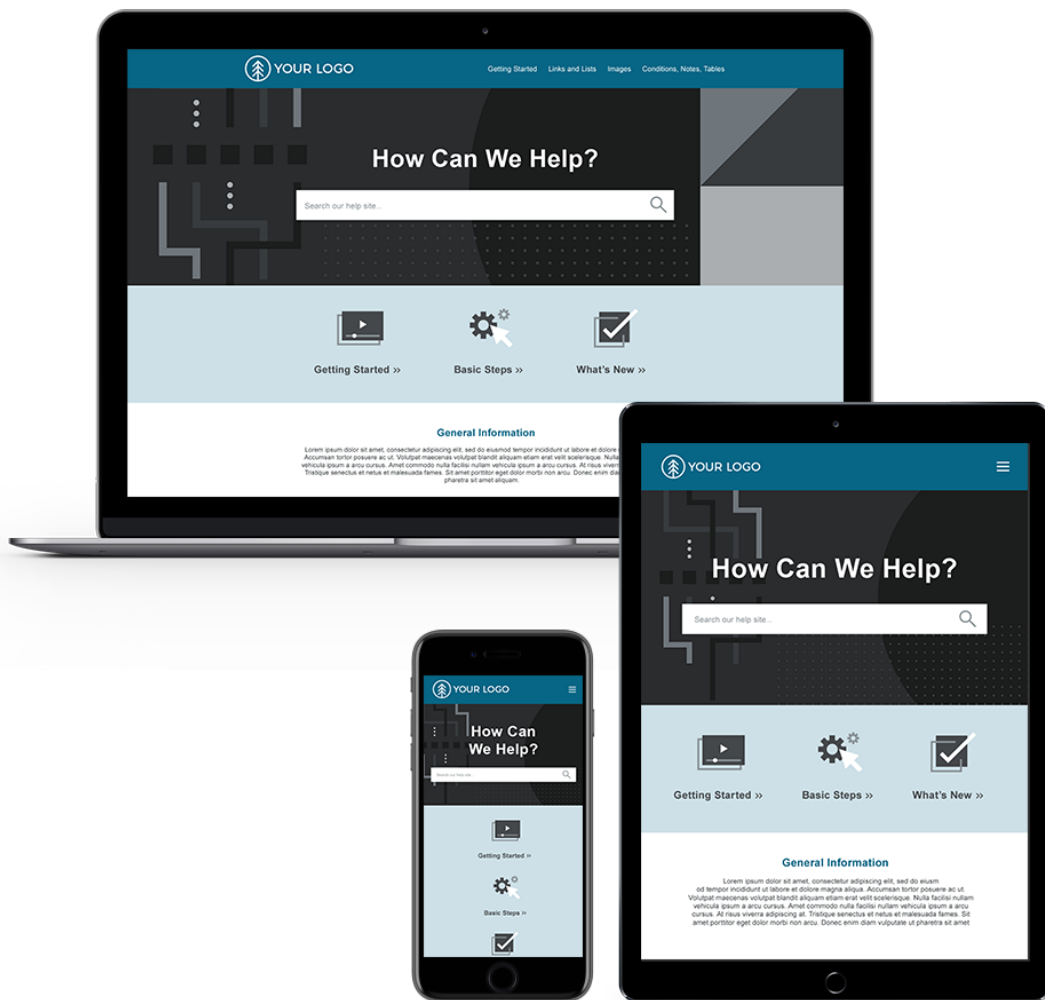 YOUR LOGO
Getting Started Links and Lists Images Conditions, Notes, Tables
How Can We Help?
Search our help site...
Getting Started »
Basic Steps »
What's New »
General Information
Lorem ipsum dolor sit amet, consectetur adipiscing elit, sed do eiusmod tempor incididunt ut labore et dolore
Accumsan tortor posuere ac ut. Volutpat maecenas volutpat blandit aliquam etiam erat velit scelerisque. Nulla
vehicula ipsum a arcu cursus. Amet commodo nulla facilisi nullam vehicula ipsum a arcu cursus. At risus
Tristique senectus et netus et malesuada fames. Sit amet porttitor eget dolor morbi non arcu. Donec enim
pharetra sit amet aliquam.
YOUR LOGO
How Can We Help?
Search our help site...
Getting Started »
Basic Steps »
What's New »
General Information
Lorem ipsum dolor sit amet, consectetur adipiscing elit, sed do eiusm
od tempor incididunt ut labore et dolore magna aliqua. Accumsan tortor posuere ac ut.
Volutpat maecenas volutpat blandit aliquam etiam erat velit scelerisque. Nulla facilisi nullam
vehicula ipsum a arcu cursus. Amet commodo nulla facilisi nullam vehicula ipsum a arcu
cursus. At risus viverra adipiscing at. Tristique senectus et netus et malesuada fames. Sit
amet porttitor eget dolor morbi non arcu. Donec enim diam vulputate ut pharetra sit amet
YOUR LOGO
How Can
We Help?
Search our help site
Getting Started »
Basic Steps »